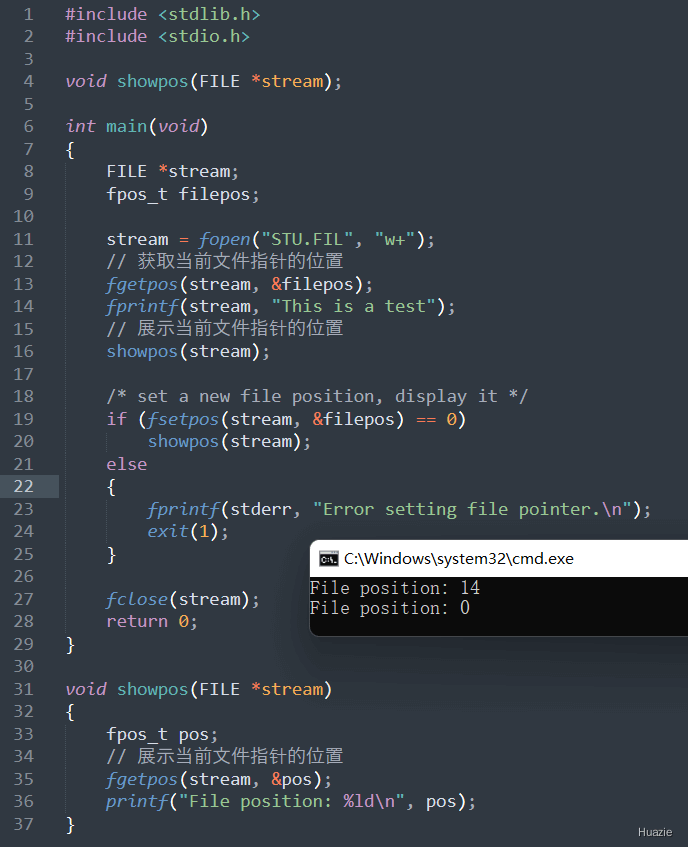 1 #include <stdlib.h>
2 #include <stdio.h>
3
4 void showpos(FILE *stream);
5
6 int main(void)
7 {
8     FILE *stream;
9     fpos_t filepos;
10
11     stream = fopen("STU.FIL", "w+");
12     // 获取当前文件指针的位置
13     fgetpos(stream, &filepos);
14     fprintf(stream, "This is a test");
15     // 展示当前文件指针的位置
16     showpos(stream);
17
18     /* set a new file position, display it */
19     if (fsetpos(stream, &filepos) == 0)
20         showpos(stream);
21     else
22     {
23         fprintf(stderr, "Error setting file pointer.\n");
24         exit(1);
25     }
26
27     fclose(stream);
28     return 0;
29 }
30
31 void showpos(FILE *stream)
32 {
33     fpos_t pos;
34     // 展示当前文件指针的位置
35     fgetpos(stream, &pos);
36     printf("File position: %ld\n", pos);
37 }
C:\Windows\system32\cmd.exe
File position: 14
File position: 0
Huazie